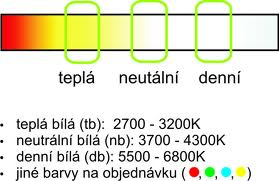 teplá neutrální denní
• teplá bílá (tb): 2700 - 3200K
• neutrální bílá (nb): 3700 - 4300K
• denní bílá (db): 5500 - 6800K
• jiné barvy na objednávku (●,●,●,●)